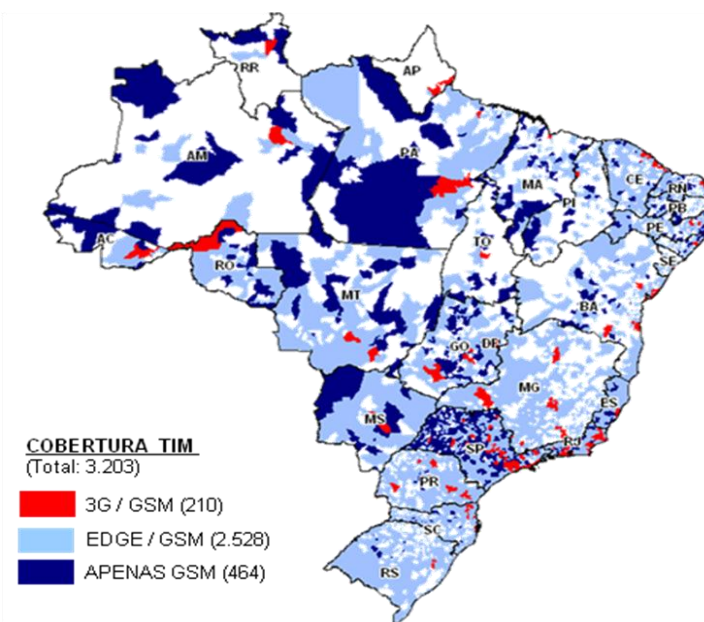 RR
AP
AM
PA
MA
CE
RN
PB
PI
PE
AC
TO
SE
RO
BA
MT
GO
DF
MG
ES
MS
SP
RJ
PR
SC
RS
COBERTURA TIM
(Total: 3.203)
3G / GSM (210)
EDGE / GSM (2.528)
APENAS GSM (464)